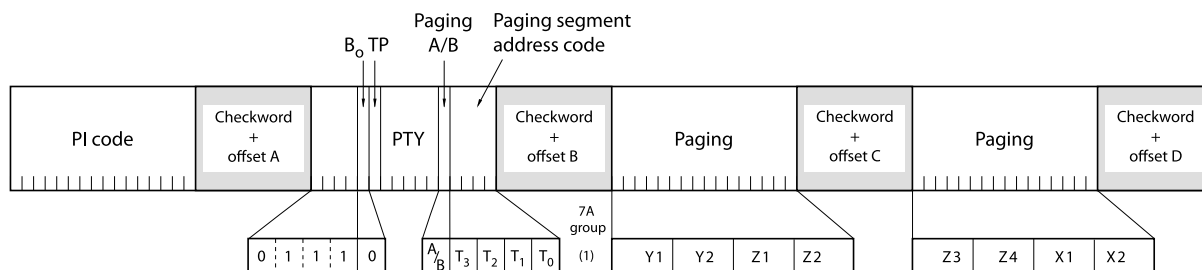 Paging
Paging segment
B₀ TP
A/B
address code
PI code
Checkword
+
offset A
PTY
Checkword
+
offset B
Paging
Checkword
+
offset C
Paging
Checkword
+
offset D
7A
group
(1)
0 1 1 1 0
A/B T₃ T₂ T₁ T₀
Y1 Y2 Z1 Z2
Z3 Z4 X1 X2